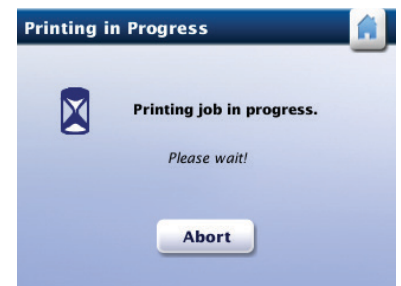 Printing in Progress
Printing job in progress.
Please wait!
Abort